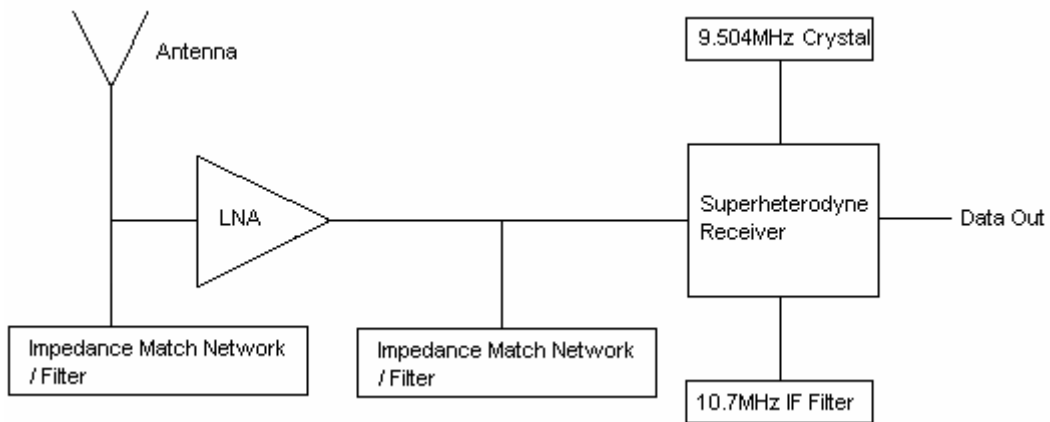 Antenna
9.504MHz Crystal
LNA
Superheterodyne
Receiver
Data Out
Impedance Match Network
/ Filter
Impedance Match Network
/ Filter
10.7MHz IF Filter